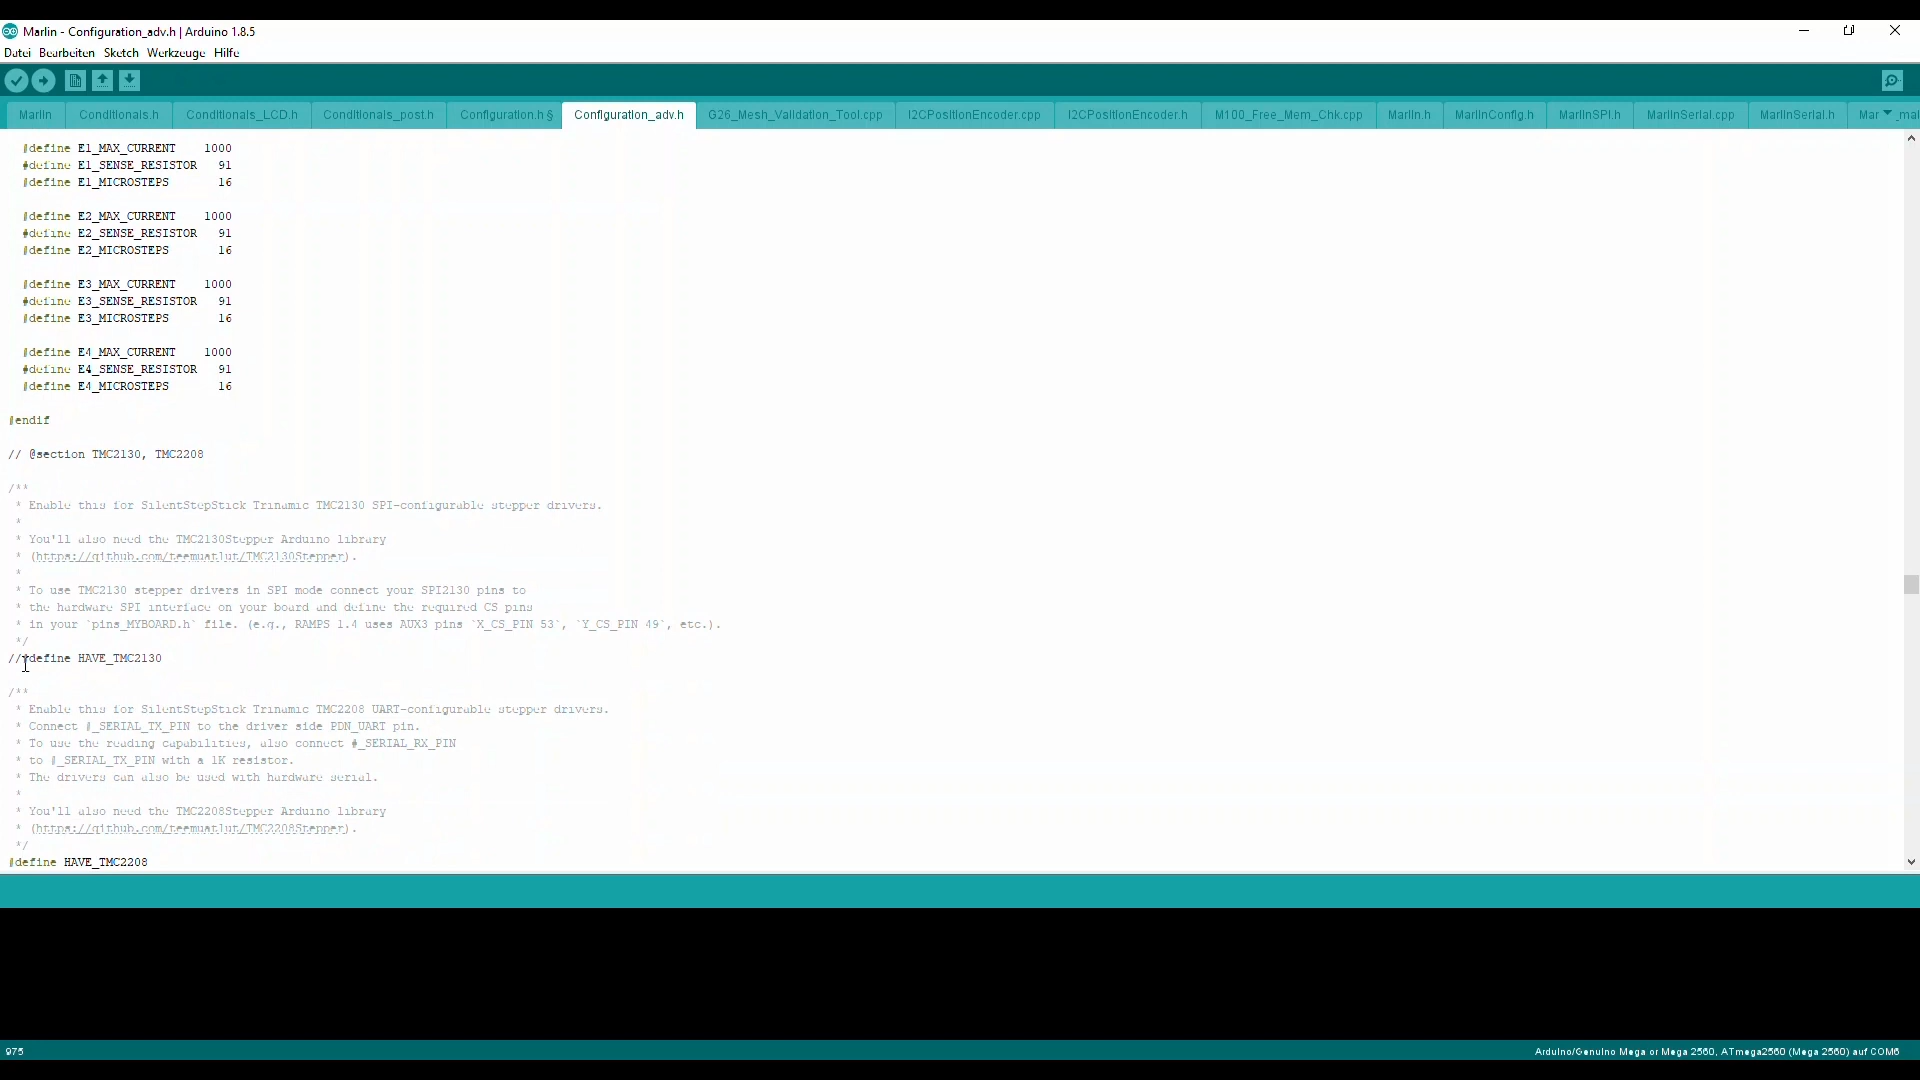 Marlin - Configuration_adv.h | Arduino 1.8.5
Datei Bearbeiten Sketch Werkzeuge Hilfe
Marlin Conditionals.h Conditionals_LCD.h Conditionals_post.h Configuration.h § Configuration_adv.h G26_Mesh_Validation_Tool.cpp I2CPositionEncoder.cpp I2CPositionEncoder.h M100_Free_Mem_Chk.cpp Marlin.h MarlinConfig.h MarlinSPI.h MarlinSerial.cpp MarlinSerial.h Mar _mai
#define E1_MAX_CURRENT 1000
#define E1_SENSE_RESISTOR 91
#define E1_MICROSTEPS 16
#define E2_MAX_CURRENT 1000
#define E2_SENSE_RESISTOR 91
#define E2_MICROSTEPS 16
#define E3_MAX_CURRENT 1000
#define E3_SENSE_RESISTOR 91
#define E3_MICROSTEPS 16
#define E4_MAX_CURRENT 1000
#define E4_SENSE_RESISTOR 91
#define E4_MICROSTEPS 16
#endif
// @section TMC2130, TMC2208
/**
* Enable this for SilentStepStick Trinamic TMC2130 SPI-configurable stepper drivers.
*
* You'll also need the TMC2130Stepper Arduino library
* (https://github.com/teemuatlut/TMC2130Stepper).
*
* To use TMC2130 stepper drivers in SPI mode connect your SPI2130 pins to
* the hardware SPI interface on your board and define the required CS pins
* in your `pins_MYBOARD.h` file. (e.g., RAMPS 1.4 uses AUX3 pins `X_CS_PIN 53`, `Y_CS_PIN 49`, etc.).
*/
//#define HAVE_TMC2130
/**
* Enable this for SilentStepStick Trinamic TMC2208 UART-configurable stepper drivers.
* Connect #_SERIAL_TX_PIN to the driver side PDN_UART pin.
* To use the reading capabilities, also connect #_SERIAL_RX_PIN
* to #_SERIAL_TX_PIN with a 1K resistor.
* The drivers can also be used with hardware serial.
*
* You'll also need the TMC2208Stepper Arduino library
* (https://github.com/teemuatlut/TMC2208Stepper).
*/
#define HAVE_TMC2208
975
Arduino/Genuino Mega or Mega 2560, ATmega2560 (Mega 2560) auf COM6